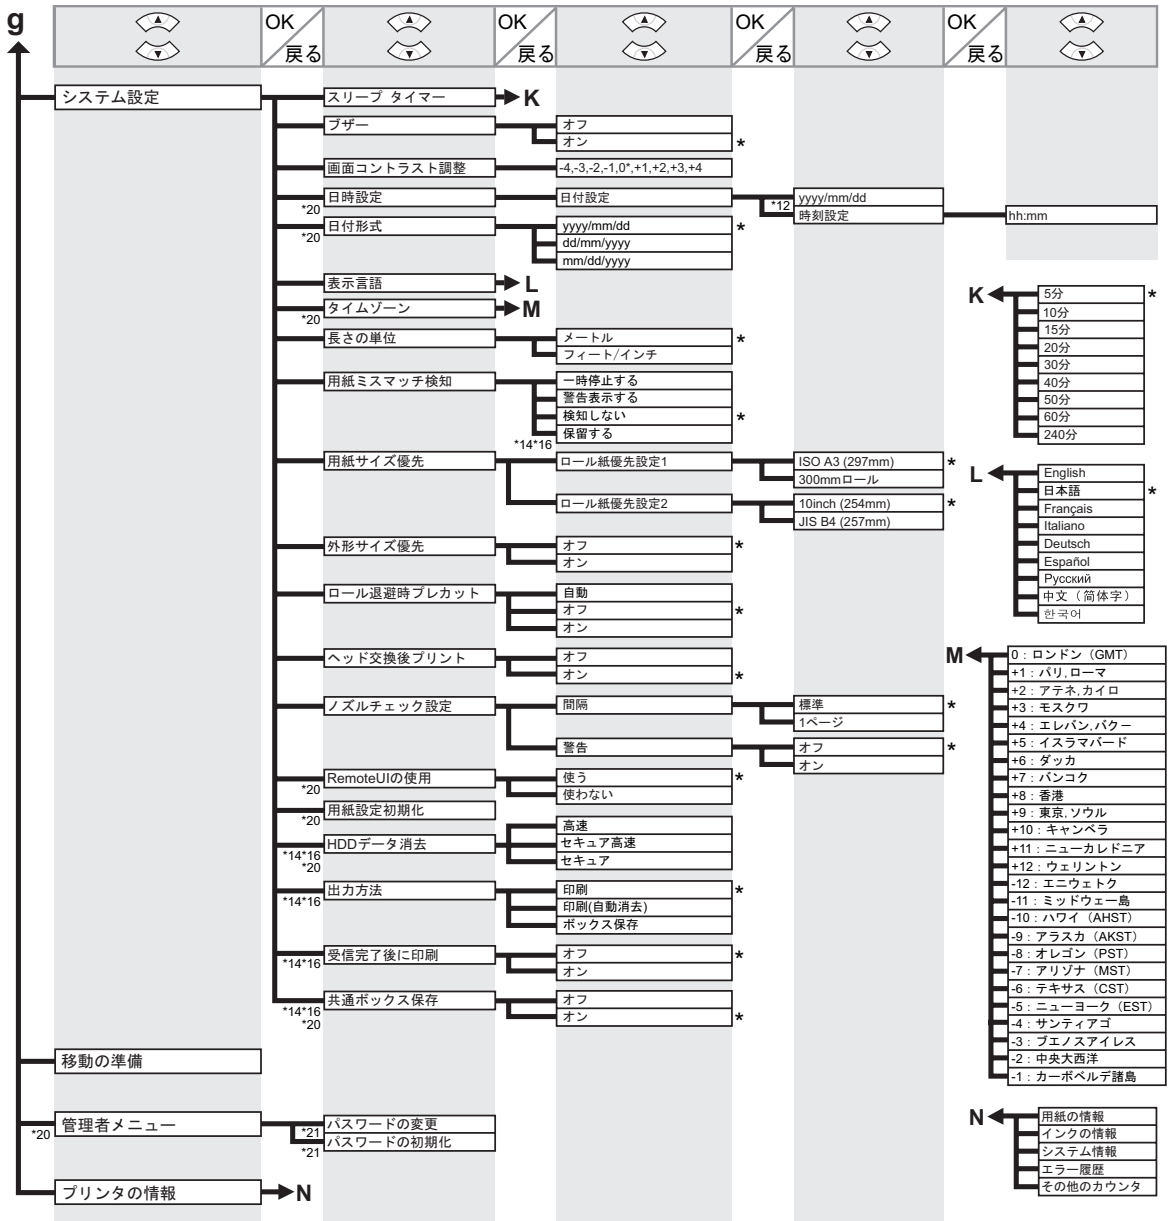 g
OK
戻る
OK
戻る
OK
戻る
OK
戻る
システム設定
スリープ タイマー
K
ブザー
オフ
オン
*
画面コントラスト調整
-4,-3,-2,-1,0*,+1,+2,+3,+4
*20
日時設定
日付設定
*12
yyyy/mm/dd
時刻設定
hh:mm
*20
日付形式
yyyy/mm/dd
*
dd/mm/yyyy
mm/dd/yyyy
表示言語
L
*20
タイムゾーン
M
長さの単位
メートル
*
フィート/インチ
用紙ミスマッチ検知
一時停止する
警告表示する
検知しない
*
保留する
*14*16
用紙サイズ優先
ロール紙優先設定1
ISO A3 (297mm)
*
300mmロール
ロール紙優先設定2
10inch (254mm)
*
JIS B4 (257mm)
外形サイズ優先
オフ
*
オン
ロール退避時プレカット
自動
オフ
*
オン
ヘッド交換後プリント
オフ
オン
*
ノズルチェック設定
間隔
標準
*
1ページ
警告
オフ
*
オン
*20
RemoteUIの使用
使う
*
使わない
*20
用紙設定初期化
*14*16
*20
HDDデータ消去
高速
セキュア高速
セキュア
*14*16
出力方法
印刷
*
印刷(自動消去)
ボックス保存
*14*16
受信完了後に印刷
オフ
*
オン
*14*16
*20
共通ボックス保存
オフ
オン
*
移動の準備
*20
管理者メニュー
*21
パスワードの変更
*21
パスワードの初期化
プリンタの情報
N
K
5分
*
10分
15分
20分
30分
40分
50分
60分
240分
L
English
日本語
*
Français
Italiano
Deutsch
Español
Русский
中文（简体字）
한국어
M
0：ロンドン（GMT）
+1：パリ,ローマ
+2：アテネ,カイロ
+3：モスクワ
+4：エレバン,バクー
+5：イスラマバード
+6：ダッカ
+7：バンコク
+8：香港
+9：東京,ソウル
+10：キャンベラ
+11：ニューカレドニア
+12：ウェリントン
-12：エニウェトク
-11：ミッドウェー島
-10：ハワイ（AHST）
-9：アラスカ（AKST）
-8：オレゴン（PST）
-7：アリゾナ（MST）
-6：テキサス（CST）
-5：ニューヨーク（EST）
-4：サンティアゴ
-3：ブエノスアイレス
-2：中央大西洋
-1：カーボベルデ諸島
N
用紙の情報
インクの情報
システム情報
エラー履歴
その他のカウンタ